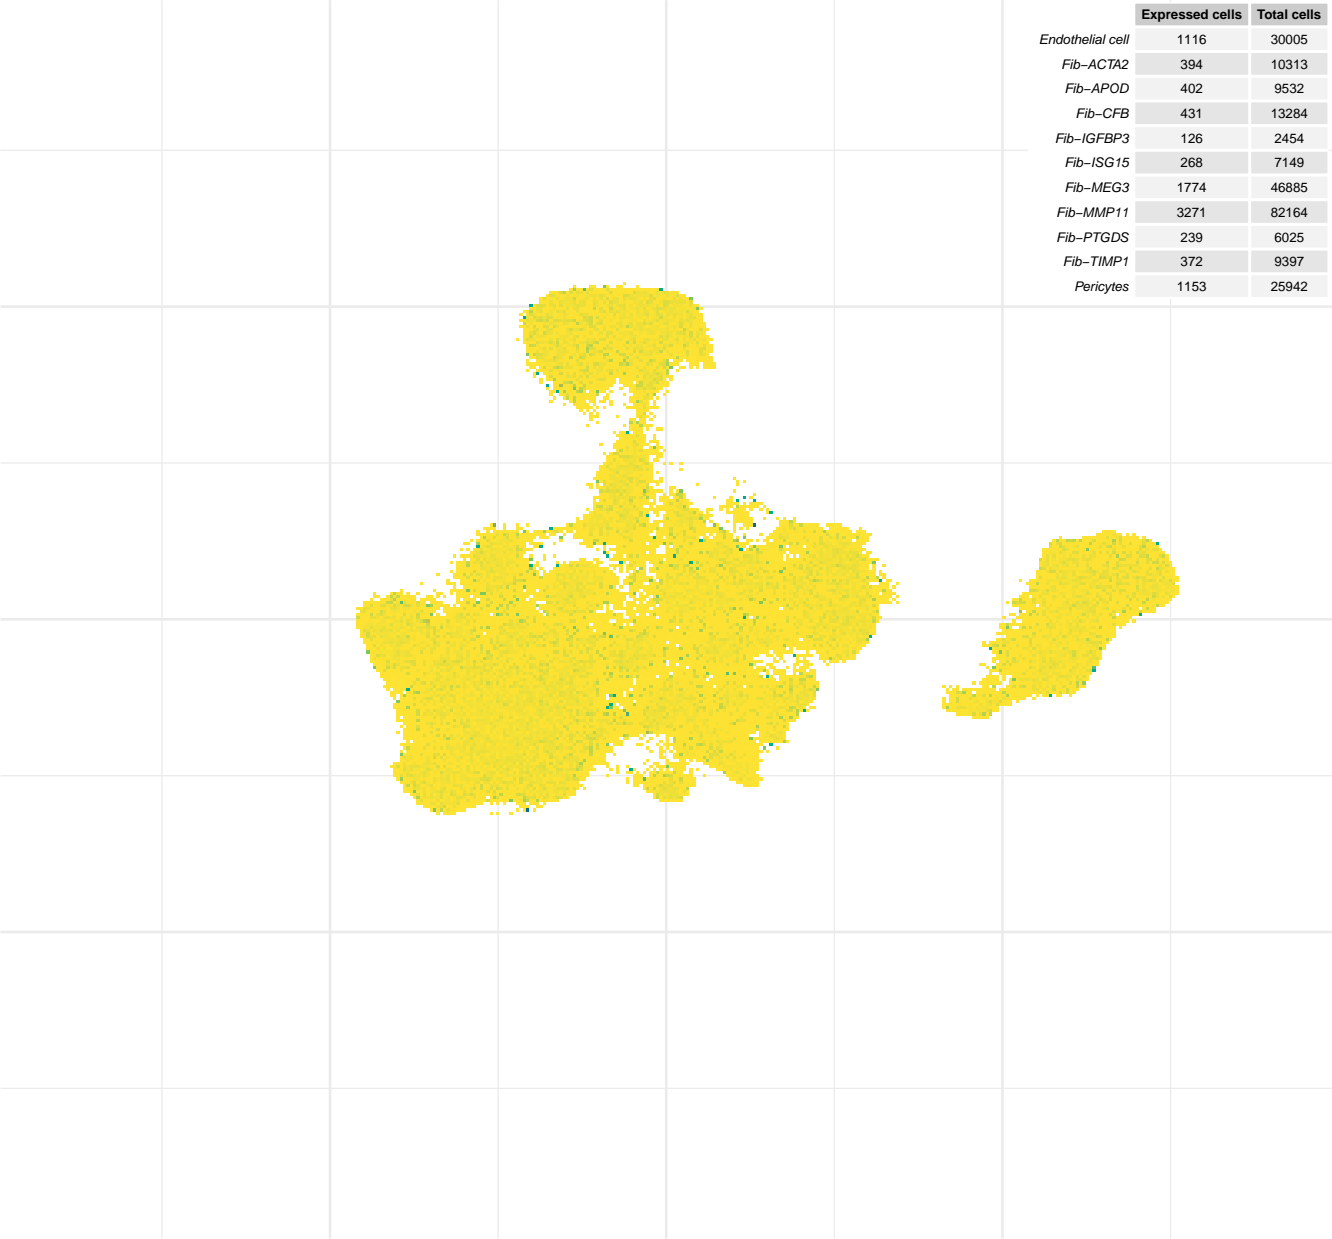 Expressed cells Total cells
Endothelial cell 1116 30005
Fib−ACTA2 394 10313
Fib−APOD 402 9532
Fib−CFB 431 13284
Fib−IGFBP3 126 2454
Fib−ISG15 268 7149
Fib−MEG3 1774 46885
Fib−MMP11 3271 82164
Fib−PTGDS 239 6025
Fib−TIMP1 372 9397
Pericytes 1153 25942